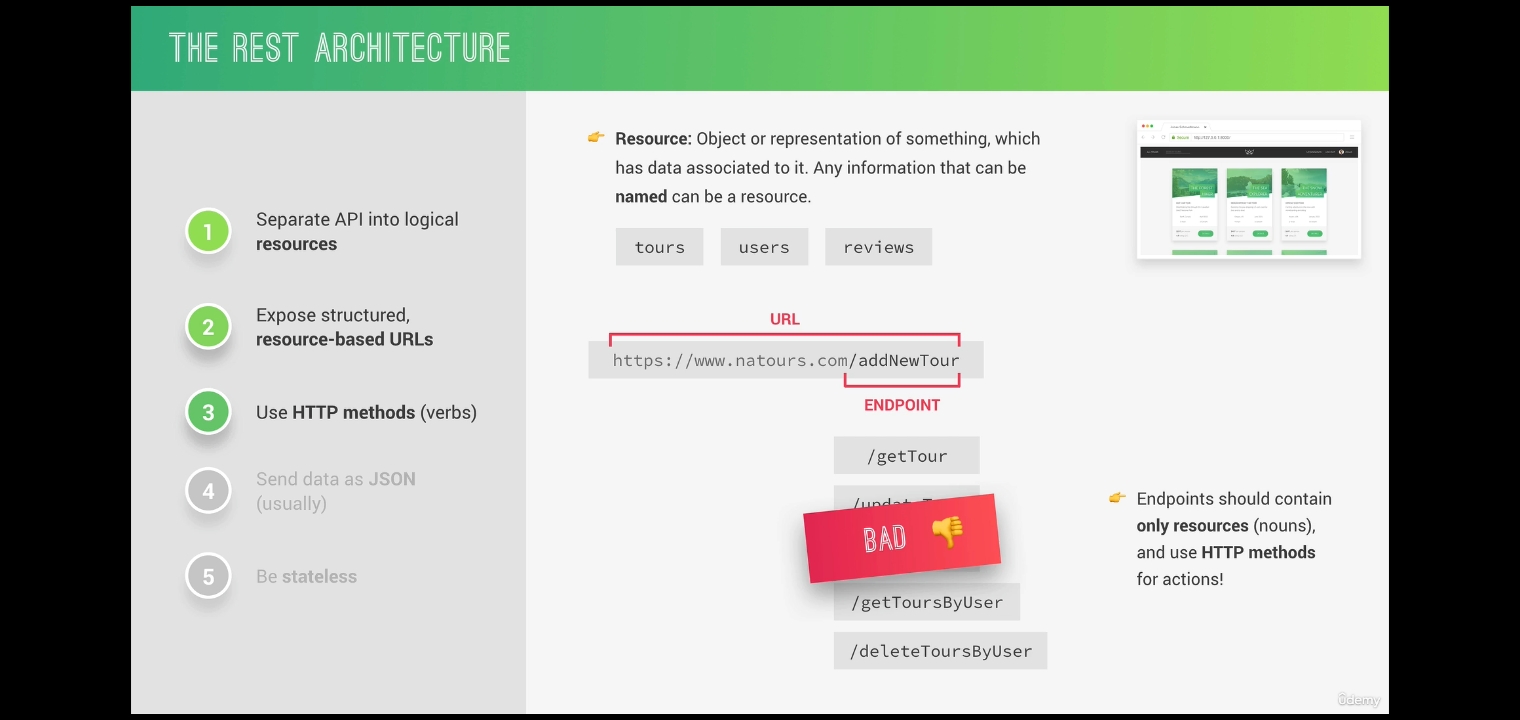 THE REST ARCHITECTURE
1
Separate API into logical
resources
2
Expose structured,
resource-based URLs
3
Use HTTP methods (verbs)
4
Send data as JSON
(usually)
5
Be stateless
Resource: Object or representation of something, which
has data associated to it. Any information that can be
named can be a resource.
tours users reviews
URL
https://www.natours.com/addNewTour
ENDPOINT
/getTour
BAD
/getToursByUser
/deleteToursByUser
Endpoints should contain
only resources (nouns),
and use HTTP methods
for actions!
ûdemy